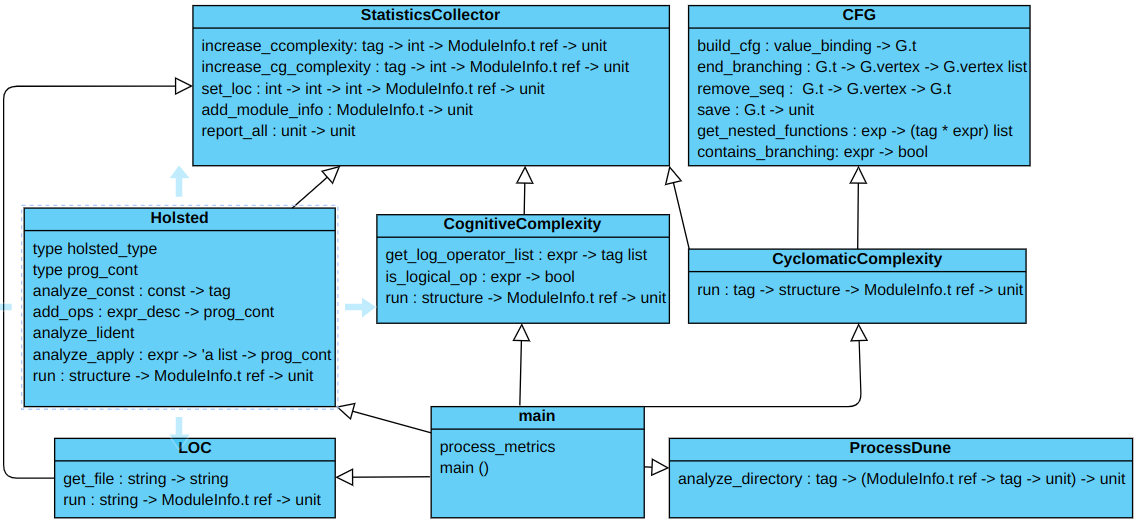 StatisticsCollector
increase_ccomplexity: tag -> int -> ModuleInfo.t ref -> unit
increase_cg_complexity : tag -> int -> ModuleInfo.t ref -> unit
set_loc : int -> int -> int -> ModuleInfo.t ref -> unit
add_module_info : ModuleInfo.t -> unit
report_all : unit -> unit
CFG
build_cfg : value_binding -> G.t
end_branching : G.t -> G.vertex -> G.vertex list
remove_seq :  G.t -> G.vertex -> G.t
save : G.t -> unit
get_nested_functions : exp -> (tag * expr) list
contains_branching: expr -> bool
Holsted
type holsted_type
type prog_cont
analyze_const : const -> tag
add_ops : expr_desc -> prog_cont
analyze_lident
analyze_apply : expr -> 'a list -> prog_cont
run : structure -> ModuleInfo.t ref -> unit
CognitiveComplexity
get_log_operator_list : expr -> tag list
is_logical_op : expr -> bool
run : structure -> ModuleInfo.t ref -> unit
CyclomaticComplexity
run : tag -> structure -> ModuleInfo.t ref -> unit
LOC
get_file : string -> string
run : string -> ModuleInfo.t ref -> unit
main
process_metrics
main ()
ProcessDune
analyze_directory : tag -> (ModuleInfo.t ref -> tag -> unit) -> unit